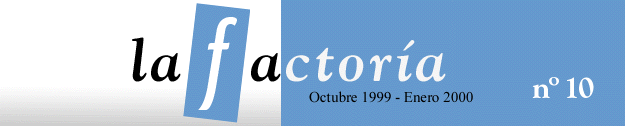 la factoría
Octubre 1999 - Enero 2000
nº 10